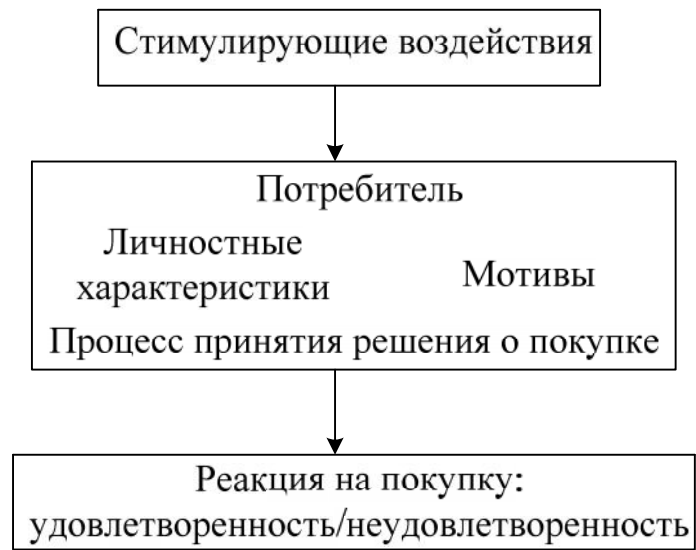 Стимулирующие воздействия
Потребитель
Личностные
характеристики
Мотивы
Процесс принятия решения о покупке
Реакция на покупку:
удовлетворенность/неудовлетворенность